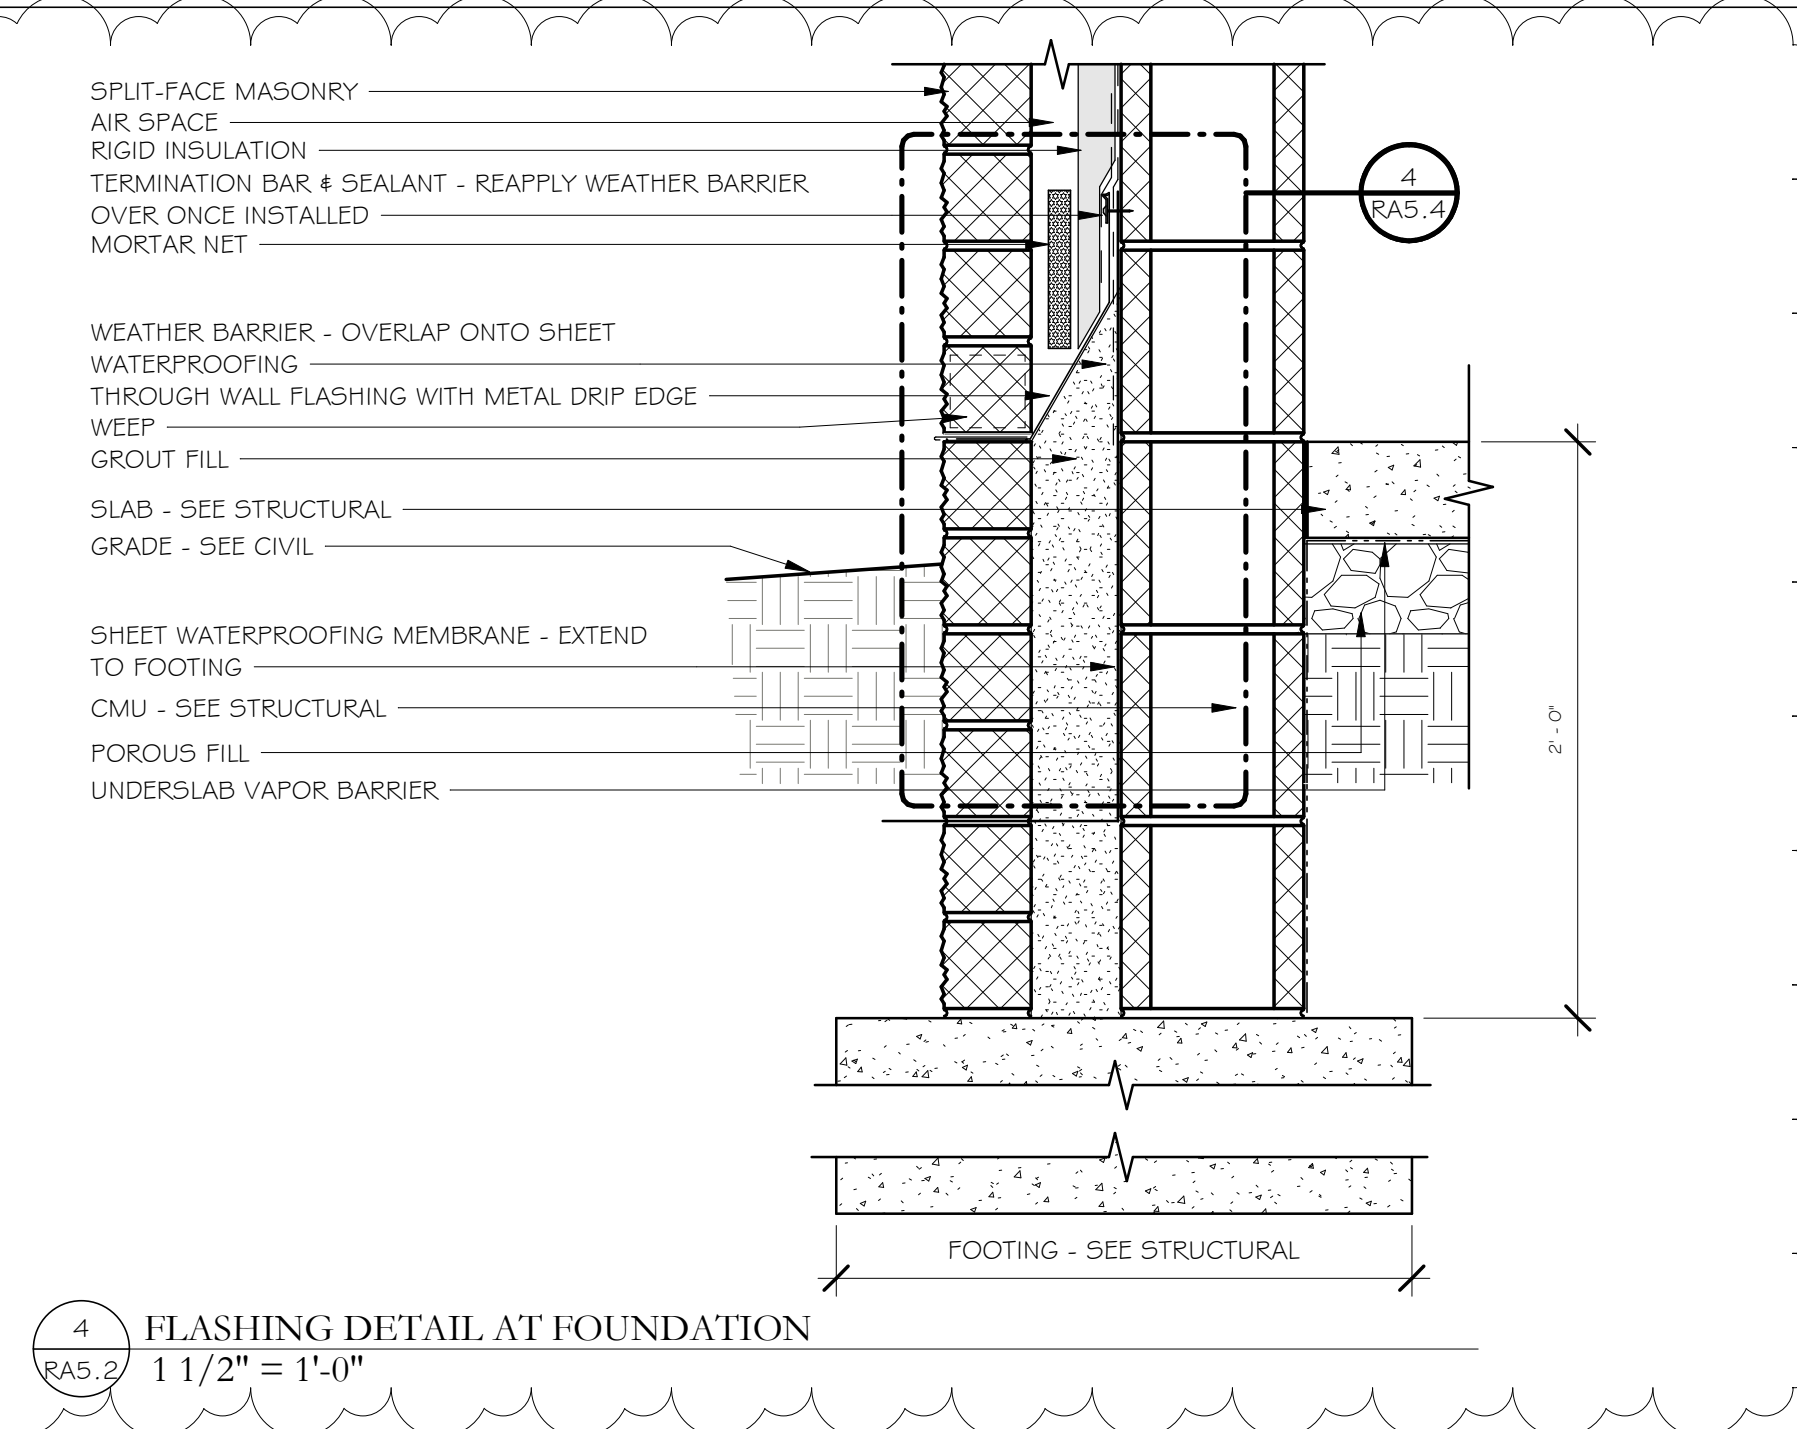 SPLIT-FACE MASONRY
AIR SPACE
RIGID INSULATION
TERMINATION BAR & SEALANT - REAPPLY WEATHER BARRIER
OVER ONCE INSTALLED
MORTAR NET
4
RA5.4
WEATHER BARRIER - OVERLAP ONTO SHEET
WATERPROOFING
THROUGH WALL FLASHING WITH METAL DRIP EDGE
WEEP
GROUT FILL
SLAB - SEE STRUCTURAL
GRADE - SEE CIVIL
SHEET WATERPROOFING MEMBRANE - EXTEND
TO FOOTING
CMU - SEE STRUCTURAL
POROUS FILL
UNDERSLAB VAPOR BARRIER
2' - 0"
FOOTING - SEE STRUCTURAL
4
RA5.2
FLASHING DETAIL AT FOUNDATION
1 1/2" = 1'-0"